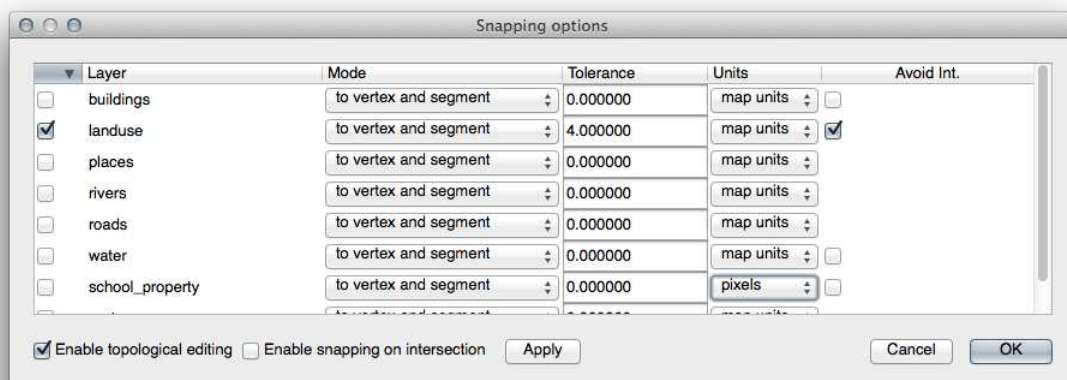 Snapping options
Layer Mode Tolerance Units Avoid Int.
buildings to vertex and segment 0.000000 map units
landuse to vertex and segment 4.000000 map units
places to vertex and segment 0.000000 map units
rivers to vertex and segment 0.000000 map units
roads to vertex and segment 0.000000 map units
water to vertex and segment 0.000000 map units
school_property to vertex and segment 0.000000 pixels
Enable topological editing Enable snapping on intersection Apply Cancel OK